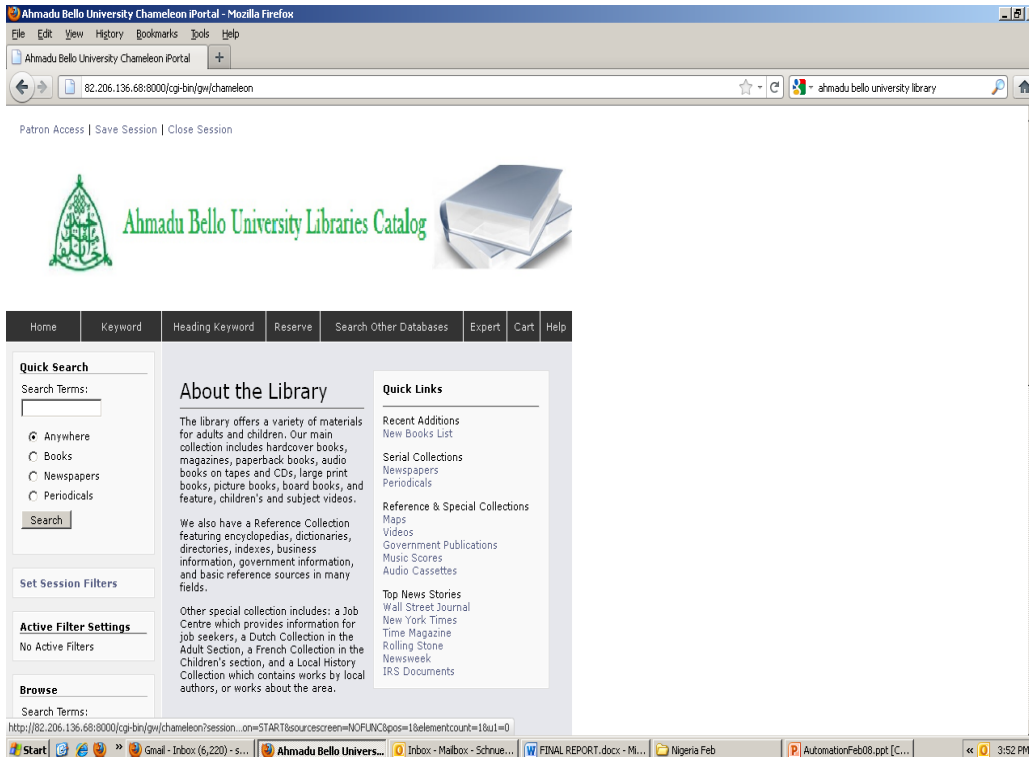 Ahmadu Bello University Chameleon iPortal - Mozilla Firefox
File Edit View History Bookmarks Tools Help
Ahmadu Bello University Chameleon iPortal +
82.206.136.68:8000/cgi-bin/gw/chameleon
ahmadu bello university library
Patron Access | Save Session | Close Session
Ahmadu Bello University Libraries Catalog
Home Keyword Heading Keyword Reserve Search Other Databases Expert Cart Help
Quick Search
Search Terms:
Anywhere
Books
Newspapers
Periodicals
Search
Set Session Filters
Active Filter Settings
No Active Filters
Browse
Search Terms:
About the Library
The library offers a variety of materials
for adults and children. Our main
collection includes hardcover books,
magazines, paperback books, audio
books on tapes and CDs, large print
books, picture books, board books, and
feature, children's and subject videos.
We also have a Reference Collection
featuring encyclopedias, dictionaries,
directories, indexes, business
information, government information,
and basic reference sources in many
fields.
Other special collection includes: a Job
Centre which provides information for
job seekers, a Dutch Collection in the
Adult Section, a French Collection in the
Children's section, and a Local History
Collection which contains works by local
authors, or works about the area.
Quick Links
Recent Additions
New Books List
Serial Collections
Newspapers
Periodicals
Reference & Special Collections
Maps
Videos
Government Publications
Music Scores
Audio Cassettes
Top News Stories
Wall Street Journal
New York Times
Time Magazine
Rolling Stone
Newsweek
IRS Documents
http://82.206.136.68:8000/cgi-bin/gw/chameleon?session...on=START&sourcescreen=NOFUNC&pos=1&elementcount=1&u1=0
Start » Gmail - Inbox (6,220) - s... Ahmadu Bello Univers... Inbox - Mailbox - Schnue... FINAL REPORT.docx - Mi... Nigeria Feb AutomationFeb08.ppt [C... « 3:52 PM